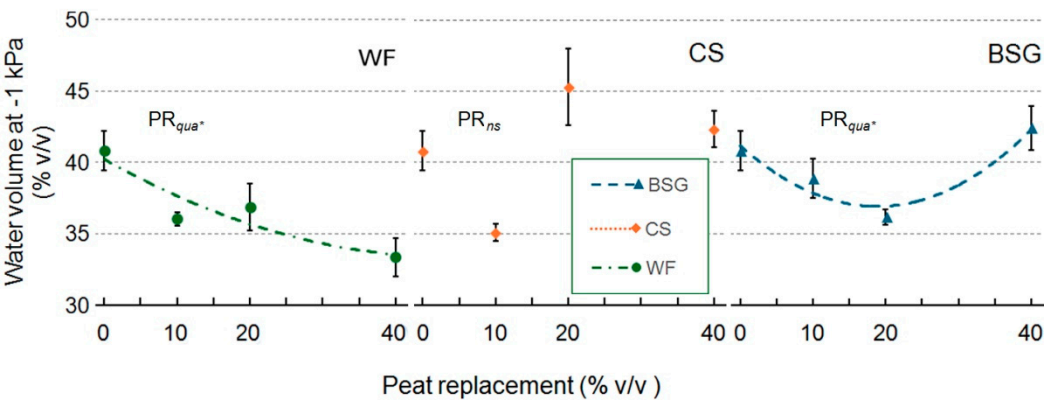 Water volume at -1 kPa
(% v/v)
50
45
40
35
30
WF
CS
BSG
PRqua*
PRns
PRqua*
BSG
CS
WF
0 10 20 40 0 10 20 40 0 10 20 40
Peat replacement (% v/v )